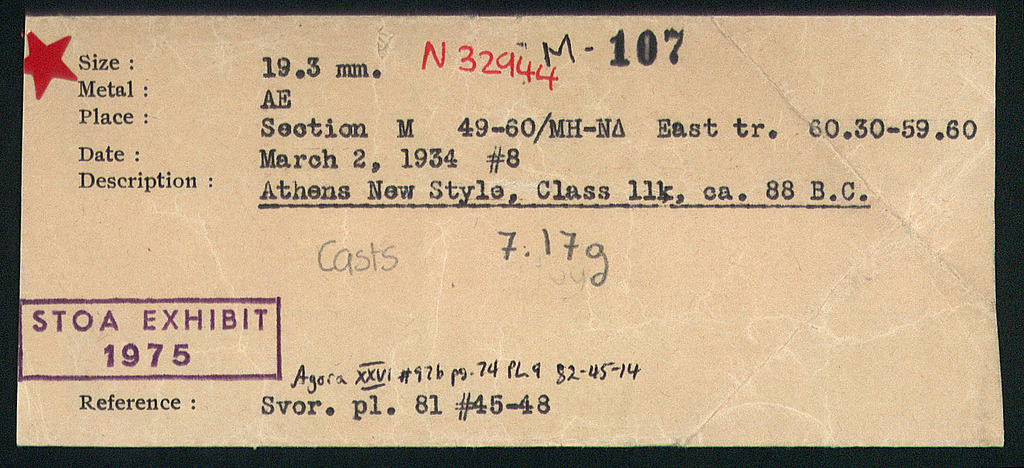 N 32944 M- 107
Size : 19.3 mm.
Metal : AE
Place : Section M 49-60/MH-NΔ East tr. 60.30-59.60
Date : March 2, 1934 #8
Description : Athens New Style, Class 11k, ca. 88 B.C.
Casts 7.17g
STOA EXHIBIT
1975
Agora XXVI #97b pg. 74 PL 9 82-45-14
Reference : Svor. pl. 81 #45-48